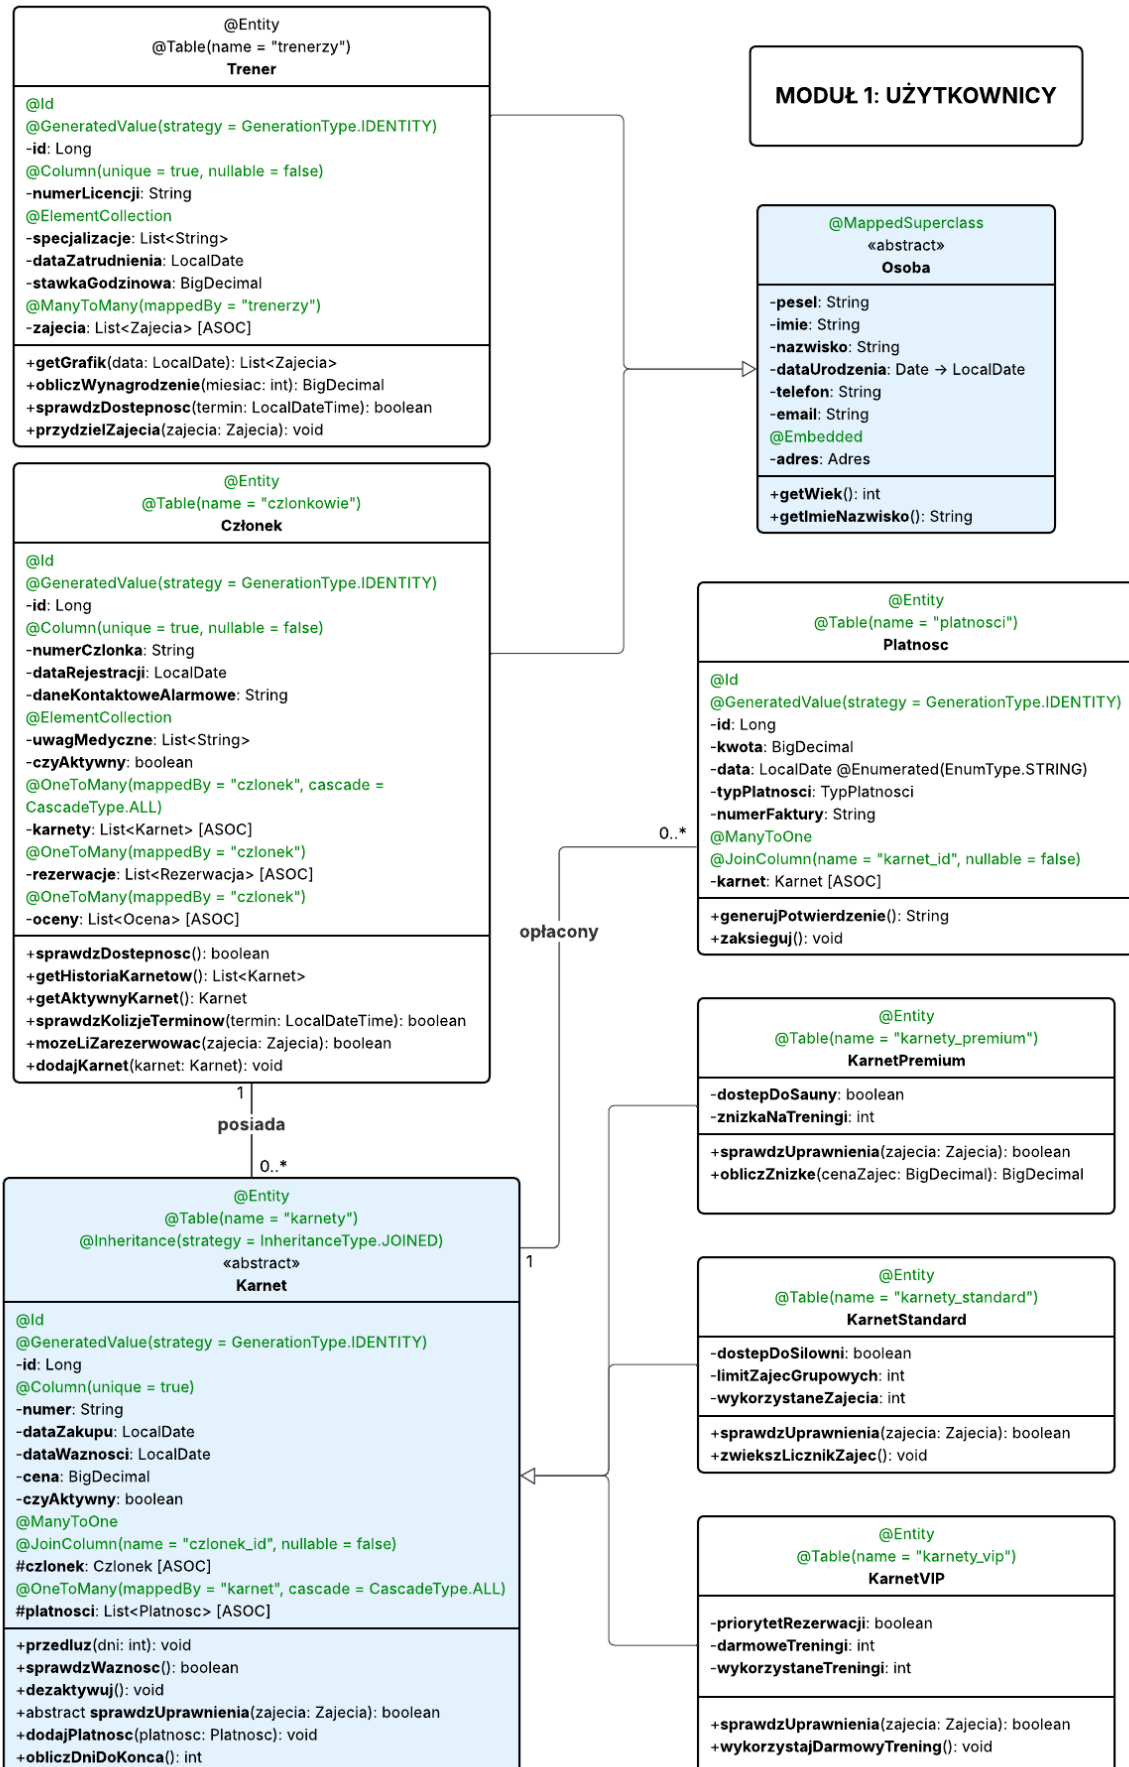 @Entity
@Table(name = "trenerzy")
Trener
@Id
@GeneratedValue(strategy = GenerationType.IDENTITY)
-id: Long
@Column(unique = true, nullable = false)
-numerLicencji: String
@ElementCollection
-specjalizacje: List<String>
-dataZatrudnienia: LocalDate
-stawkaGodzinowa: BigDecimal
@ManyToMany(mappedBy = "trenerzy")
-zajecia: List<Zajecia> [ASOC]
+getGrafik(data: LocalDate): List<Zajecia>
+obliczWynagrodzenie(miesiac: int): BigDecimal
+sprawdzDostepnosc(termin: LocalDateTime): boolean
+przydzielZajecia(zajecia: Zajecia): void
MODUŁ 1: UŻYTKOWNICY
@MappedSuperclass
«abstract»
Osoba
-pesel: String
-imie: String
-nazwisko: String
-dataUrodzenia: Date → LocalDate
-telefon: String
-email: String
@Embedded
-adres: Adres
+getWiek(): int
+getImieNazwisko(): String
@Entity
@Table(name = "czlonkowie")
Członek
@Id
@GeneratedValue(strategy = GenerationType.IDENTITY)
-id: Long
@Column(unique = true, nullable = false)
-numerCzlonka: String
-dataRejestracji: LocalDate
-daneKontaktoweAlarmowe: String
@ElementCollection
-uwagMedyczne: List<String>
-czyAktywny: boolean
@OneToMany(mappedBy = "czlonek", cascade =
CascadeType.ALL)
-karnety: List<Karnet> [ASOC]
@OneToMany(mappedBy = "czlonek")
-rezerwacje: List<Rezerwacja> [ASOC]
@OneToMany(mappedBy = "czlonek")
-oceny: List<Ocena> [ASOC]
+sprawdzDostepnosc(): boolean
+getHistoriaKarnetow(): List<Karnet>
+getAktywnyKarnet(): Karnet
+sprawdzKolizjeTerminow(termin: LocalDateTime): boolean
+mozeLiZarezerwowac(zajecia: Zajecia): boolean
+dodajKarnet(karnet: Karnet): void
@Entity
@Table(name = "platnosci")
Platnosc
@Id
@GeneratedValue(strategy = GenerationType.IDENTITY)
-id: Long
-kwota: BigDecimal
-data: LocalDate @Enumerated(EnumType.STRING)
-typPlatnosci: TypPlatnosci
-numerFaktury: String
@ManyToOne
@JoinColumn(name = "karnet_id", nullable = false)
-karnet: Karnet [ASOC]
+generujPotwierdzenie(): String
+zaksieguj(): void
0..*
opłacony
1
1
posiada
0..*
@Entity
@Table(name = "karnety")
@Inheritance(strategy = InheritanceType.JOINED)
«abstract»
Karnet
@Id
@GeneratedValue(strategy = GenerationType.IDENTITY)
-id: Long
@Column(unique = true)
-numer: String
-dataZakupu: LocalDate
-dataWaznosci: LocalDate
-cena: BigDecimal
-czyAktywny: boolean
@ManyToOne
@JoinColumn(name = "czlonek_id", nullable = false)
#czlonek: Czlonek [ASOC]
@OneToMany(mappedBy = "karnet", cascade = CascadeType.ALL)
#platnosci: List<Platnosc> [ASOC]
+przedluz(dni: int): void
+sprawdzWaznosc(): boolean
+dezaktywuj(): void
+abstract sprawdzUprawnienia(zajecia: Zajecia): boolean
+dodajPlatnosc(platnosc: Platnosc): void
+obliczDniDoKonca(): int
@Entity
@Table(name = "karnety_premium")
KarnetPremium
-dostepDoSauny: boolean
-znizkaNaTreningi: int
+sprawdzUprawnienia(zajecia: Zajecia): boolean
+obliczZnizke(cenaZajec: BigDecimal): BigDecimal
@Entity
@Table(name = "karnety_standard")
KarnetStandard
-dostepDoSilowni: boolean
-limitZajecGrupowych: int
-wykorzystaneZajecia: int
+sprawdzUprawnienia(zajecia: Zajecia): boolean
+zwiekszLicznikZajec(): void
@Entity
@Table(name = "karnety_vip")
KarnetVIP
-priorytetRezerwacji: boolean
-darmoweTreningi: int
-wykorzystaneTreningi: int
+sprawdzUprawnienia(zajecia: Zajecia): boolean
+wykorzystajDarmowyTrening(): void